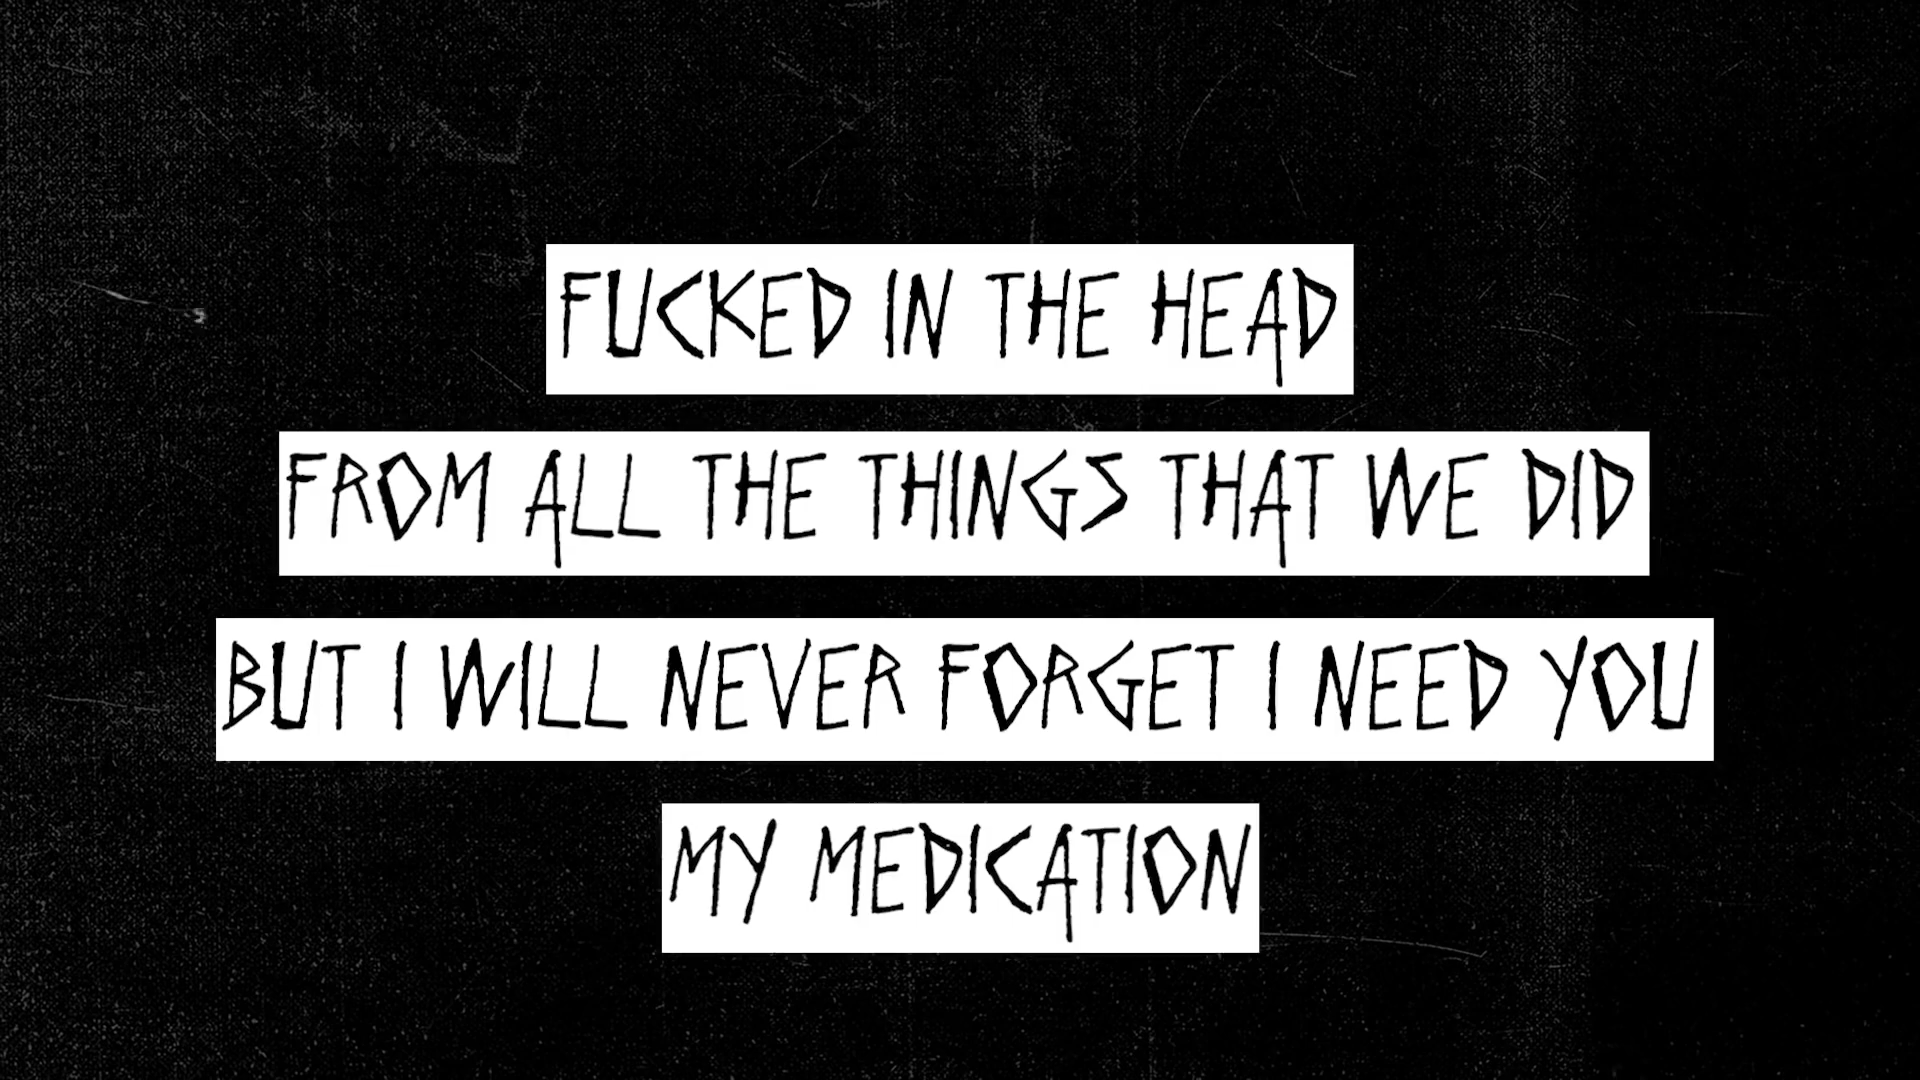 FUCKED IN THE HEAD
FROM ALL THE THINGS THAT WE DID
BUT I WILL NEVER FORGET I NEED YOU
MY MEDICATION